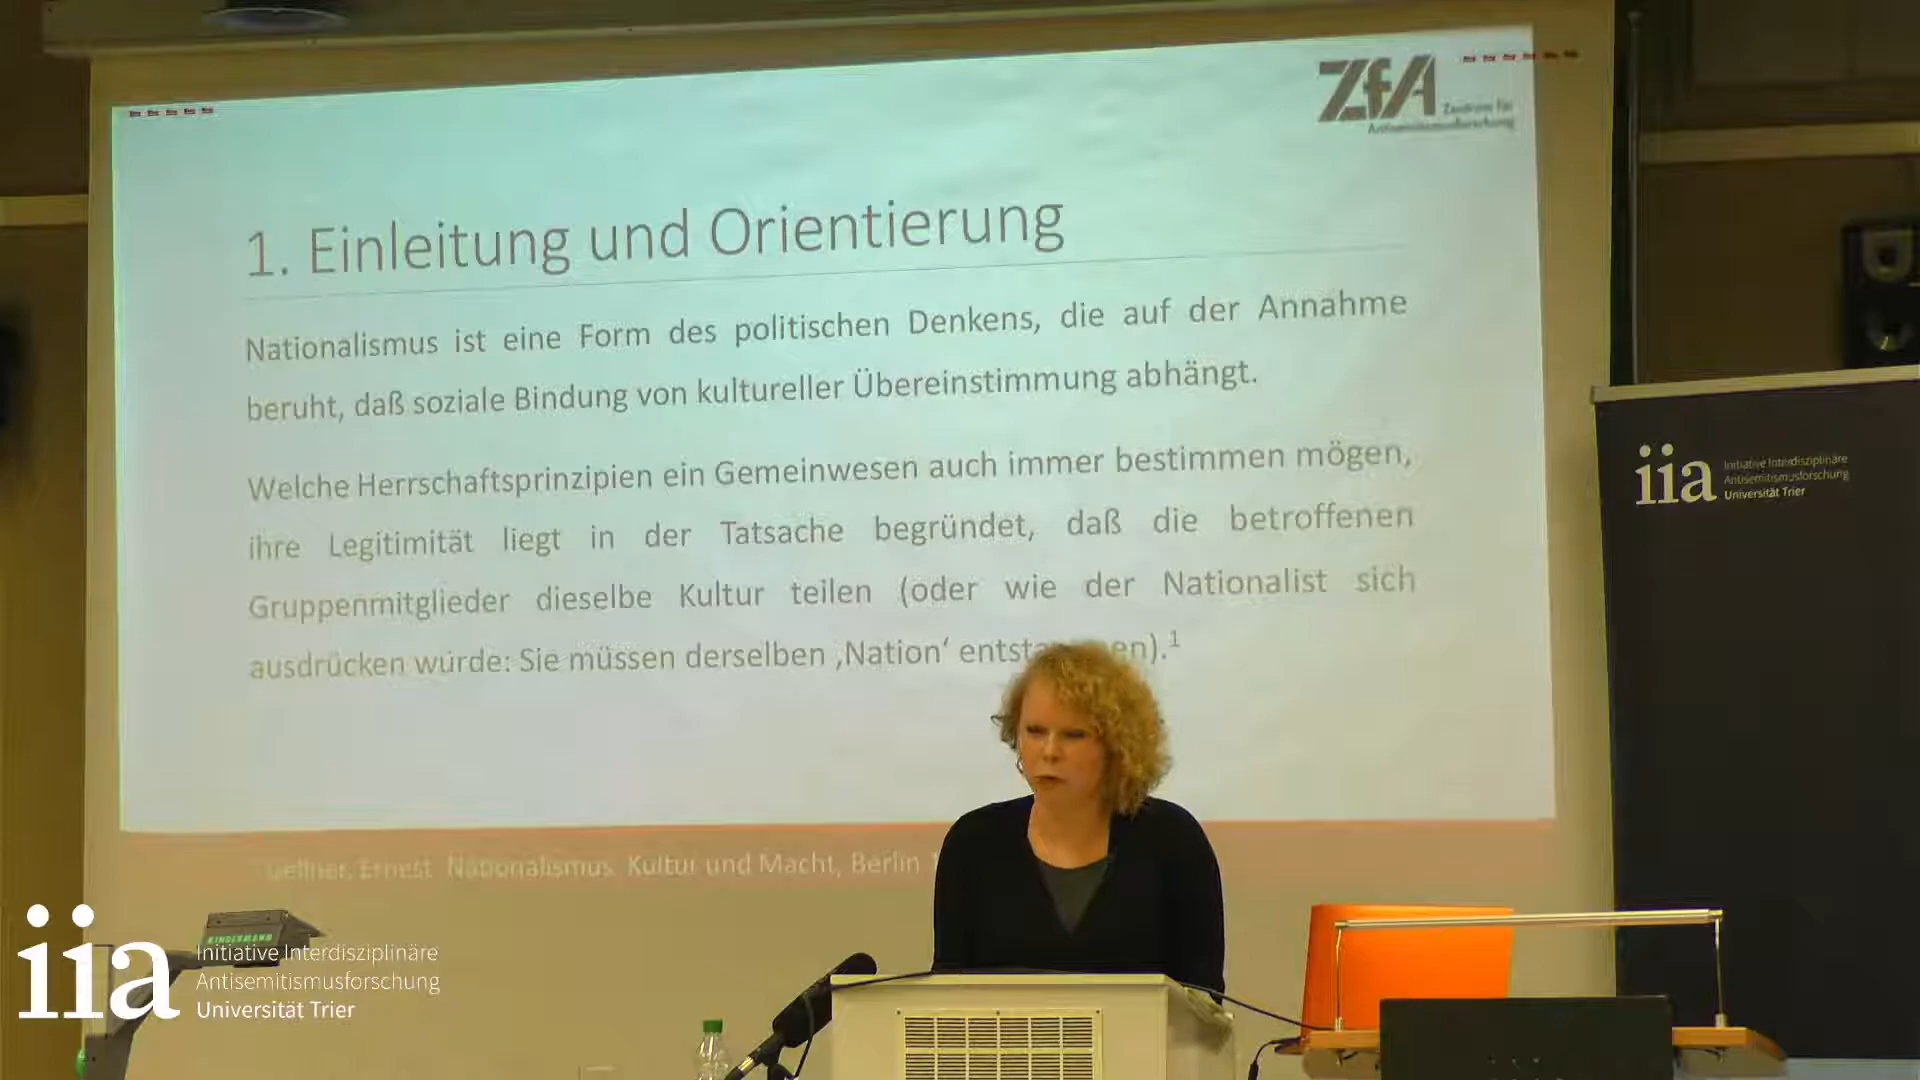 ZfA
Zentrum für
Antisemitismusforschung
1. Einleitung und Orientierung
Nationalismus ist eine Form des politischen Denkens, die auf der Annahme
beruht, daß soziale Bindung von kultureller Übereinstimmung abhängt.
Welche Herrschaftsprinzipien ein Gemeinwesen auch immer bestimmen mögen,
ihre Legitimität liegt in der Tatsache begründet, daß die betroffenen
Gruppenmitglieder dieselbe Kultur teilen (oder wie der Nationalist sich
ausdrücken würde: Sie müssen derselben ‚Nation‘ entst en).1
Gellner, Ernest Nationalismus. Kultur und Macht, Berlin
iia
Initiative Interdisziplinäre
Antisemitismusforschung
Universität Trier
KINDERMANN
iia
Initiative Interdisziplinäre
Antisemitismusforschung
Universität Trier